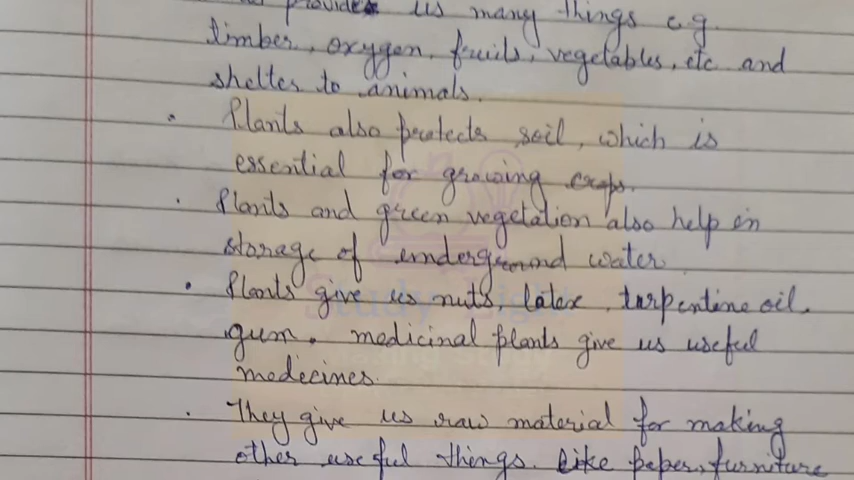 provides us many things e.g.
timber, oxygen, fruits, vegetables, etc and
shelter to animals.
• Plants also protects soil, which is
essential for growing crops.
• Plants and green vegetation also help in
storage of underground water.
• Plants give us nuts latex, turpentine oil,
gum, medicinal plants give us useful
medecines.
• They give us raw material for making
other useful things. Like paper, furniture
Study Light